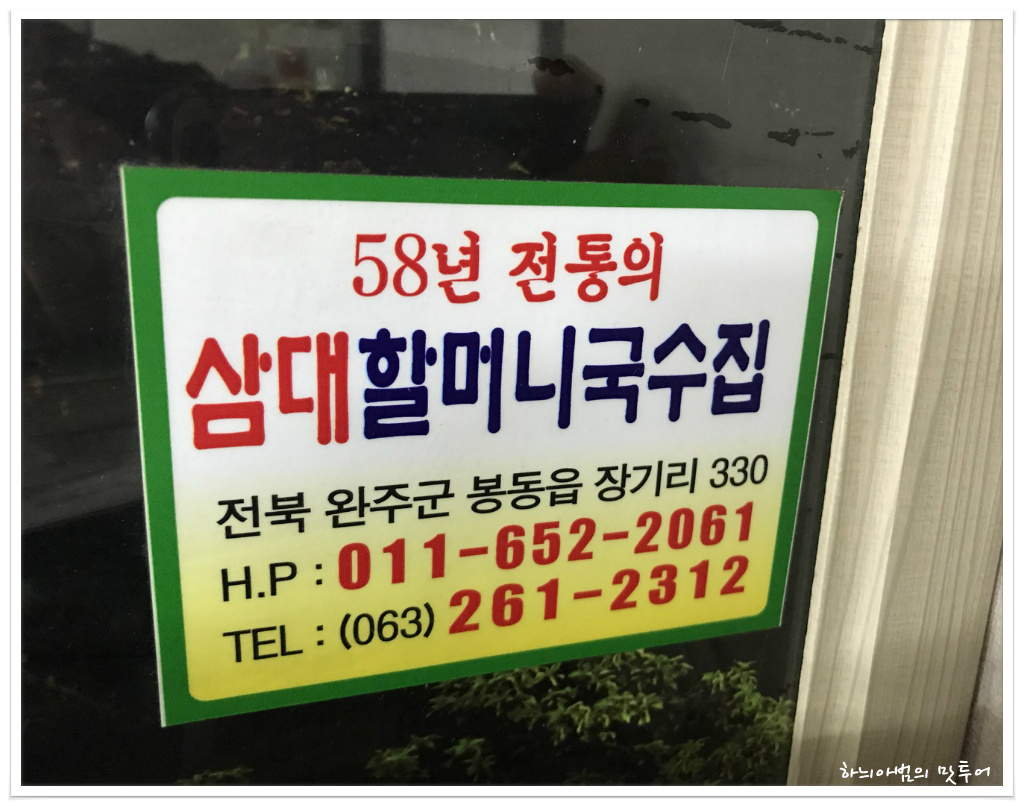 58년 전통의
삼대할머니국수집
전북 완주군 봉동읍 장기리 330
H.P : 011-652-2061
TEL : (063) 261-2312
하늬아범의 맛투어